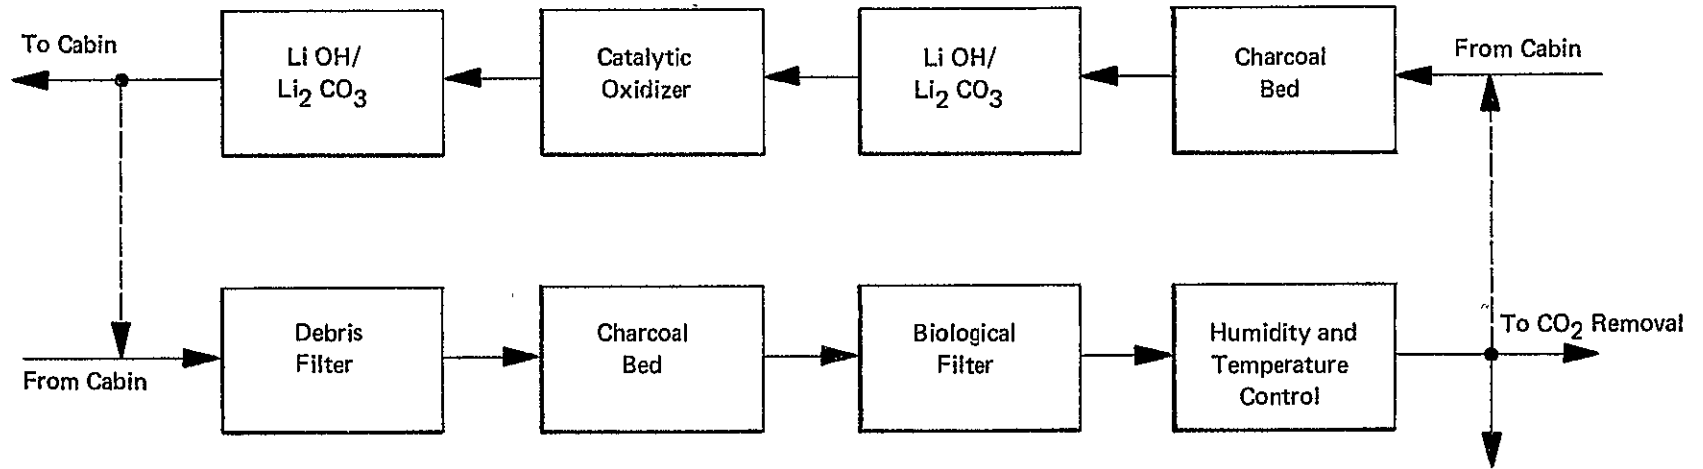 To Cabin
Li OH/
Li2 CO3
Catalytic
Oxidizer
Li OH/
Li2 CO3
Charcoal
Bed
From Cabin
From Cabin
Debris
Filter
Charcoal
Bed
Biological
Filter
Humidity and
Temperature
Control
To CO2 Removal